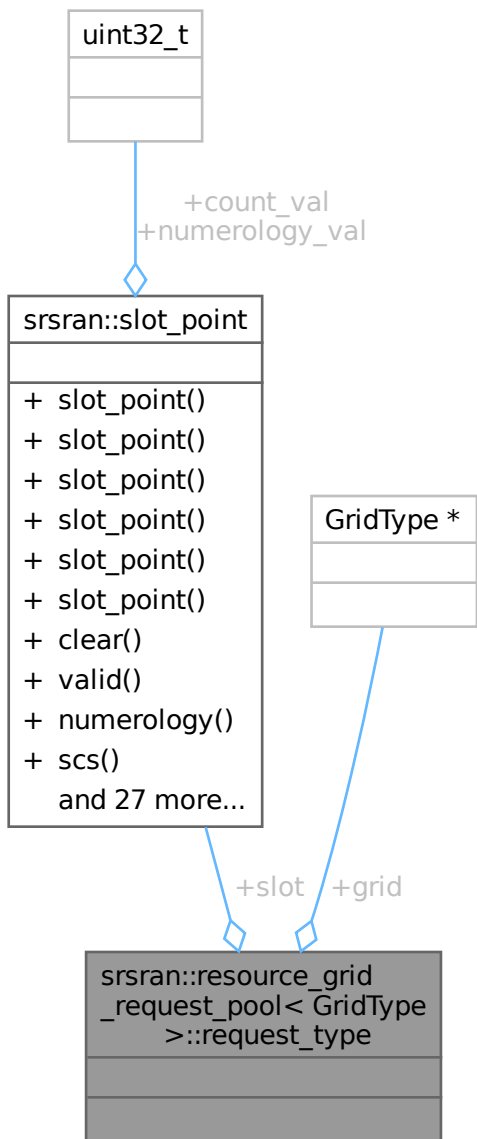 uint32_t
+count_val
+numerology_val
srsran::slot_point
+ slot_point()
+ slot_point()
+ slot_point()
+ slot_point()
+ slot_point()
+ slot_point()
+ clear()
+ valid()
+ numerology()
+ scs()
and 27 more...
GridType *
+slot
+grid
srsran::resource_grid
_request_pool< GridType
>::request_type